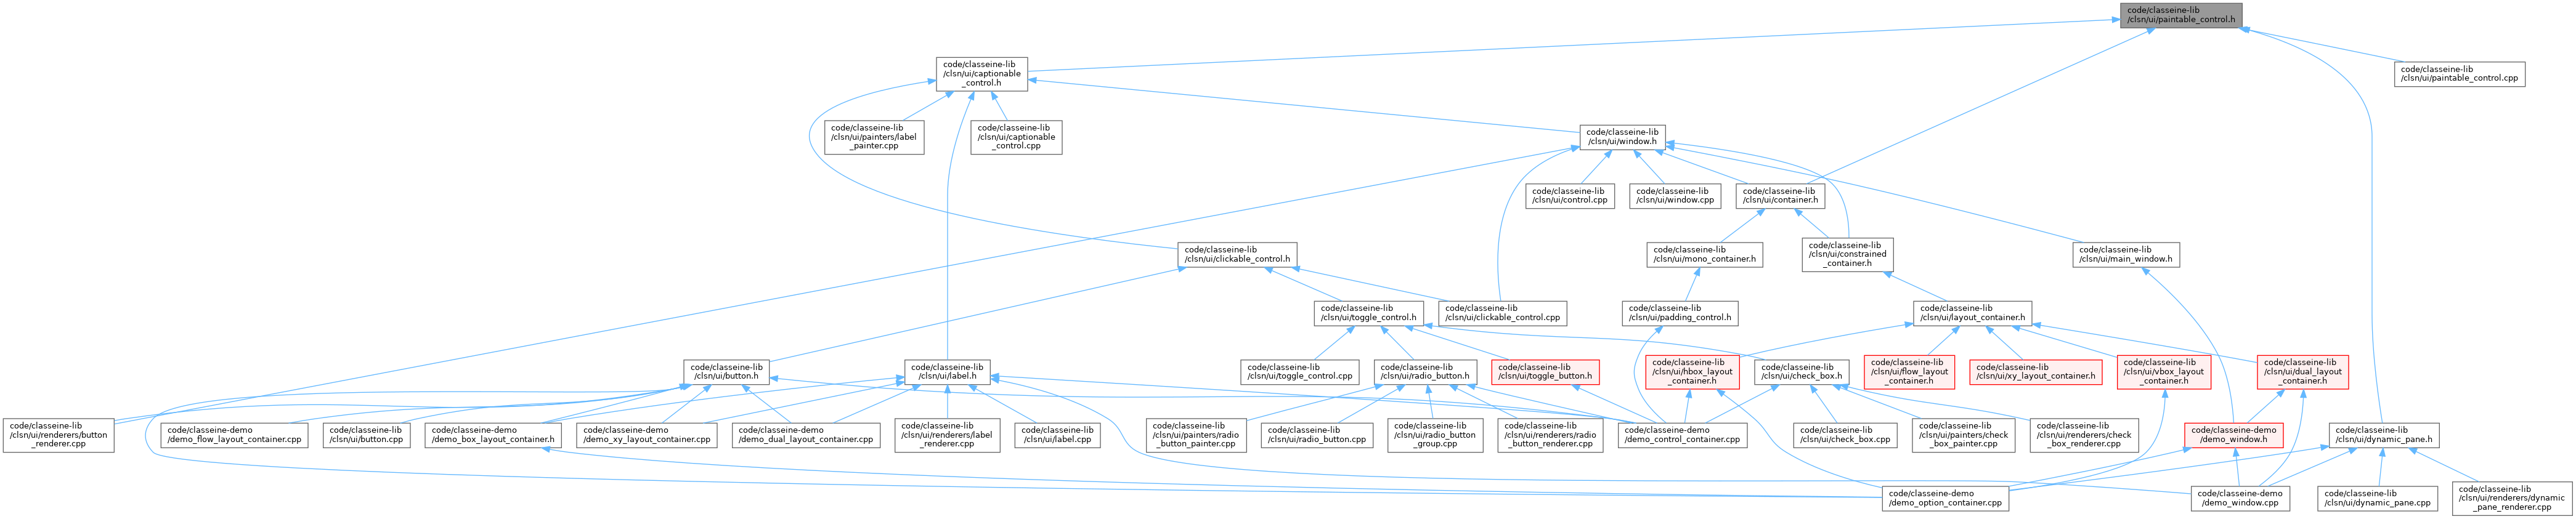 code/classeine-lib
/clsn/ui/paintable_control.h
code/classeine-lib
/clsn/ui/captionable
_control.h
code/classeine-lib
/clsn/ui/paintable_control.cpp
code/classeine-lib
/clsn/ui/painters/label
_painter.cpp
code/classeine-lib
/clsn/ui/captionable
_control.cpp
code/classeine-lib
/clsn/ui/window.h
code/classeine-lib
/clsn/ui/control.cpp
code/classeine-lib
/clsn/ui/window.cpp
code/classeine-lib
/clsn/ui/container.h
code/classeine-lib
/clsn/ui/clickable_control.h
code/classeine-lib
/clsn/ui/mono_container.h
code/classeine-lib
/clsn/ui/constrained
_container.h
code/classeine-lib
/clsn/ui/main_window.h
code/classeine-lib
/clsn/ui/toggle_control.h
code/classeine-lib
/clsn/ui/clickable_control.cpp
code/classeine-lib
/clsn/ui/padding_control.h
code/classeine-lib
/clsn/ui/layout_container.h
code/classeine-lib
/clsn/ui/button.h
code/classeine-lib
/clsn/ui/label.h
code/classeine-lib
/clsn/ui/toggle_control.cpp
code/classeine-lib
/clsn/ui/radio_button.h
code/classeine-lib
/clsn/ui/toggle_button.h
code/classeine-lib
/clsn/ui/hbox_layout
_container.h
code/classeine-lib
/clsn/ui/check_box.h
code/classeine-lib
/clsn/ui/flow_layout
_container.h
code/classeine-lib
/clsn/ui/xy_layout_container.h
code/classeine-lib
/clsn/ui/vbox_layout
_container.h
code/classeine-lib
/clsn/ui/dual_layout
_container.h
code/classeine-lib
/clsn/ui/renderers/button
_renderer.cpp
code/classeine-demo
/demo_flow_layout_container.cpp
code/classeine-lib
/clsn/ui/button.cpp
code/classeine-demo
/demo_box_layout_container.h
code/classeine-demo
/demo_xy_layout_container.cpp
code/classeine-demo
/demo_dual_layout_container.cpp
code/classeine-lib
/clsn/ui/renderers/label
_renderer.cpp
code/classeine-lib
/clsn/ui/label.cpp
code/classeine-lib
/clsn/ui/painters/radio
_button_painter.cpp
code/classeine-lib
/clsn/ui/radio_button.cpp
code/classeine-lib
/clsn/ui/radio_button
_group.cpp
code/classeine-lib
/clsn/ui/renderers/radio
_button_renderer.cpp
code/classeine-demo
/demo_control_container.cpp
code/classeine-lib
/clsn/ui/check_box.cpp
code/classeine-lib
/clsn/ui/painters/check
_box_painter.cpp
code/classeine-lib
/clsn/ui/renderers/check
_box_renderer.cpp
code/classeine-demo
/demo_window.h
code/classeine-lib
/clsn/ui/dynamic_pane.h
code/classeine-demo
/demo_option_container.cpp
code/classeine-demo
/demo_window.cpp
code/classeine-lib
/clsn/ui/dynamic_pane.cpp
code/classeine-lib
/clsn/ui/renderers/dynamic
_pane_renderer.cpp